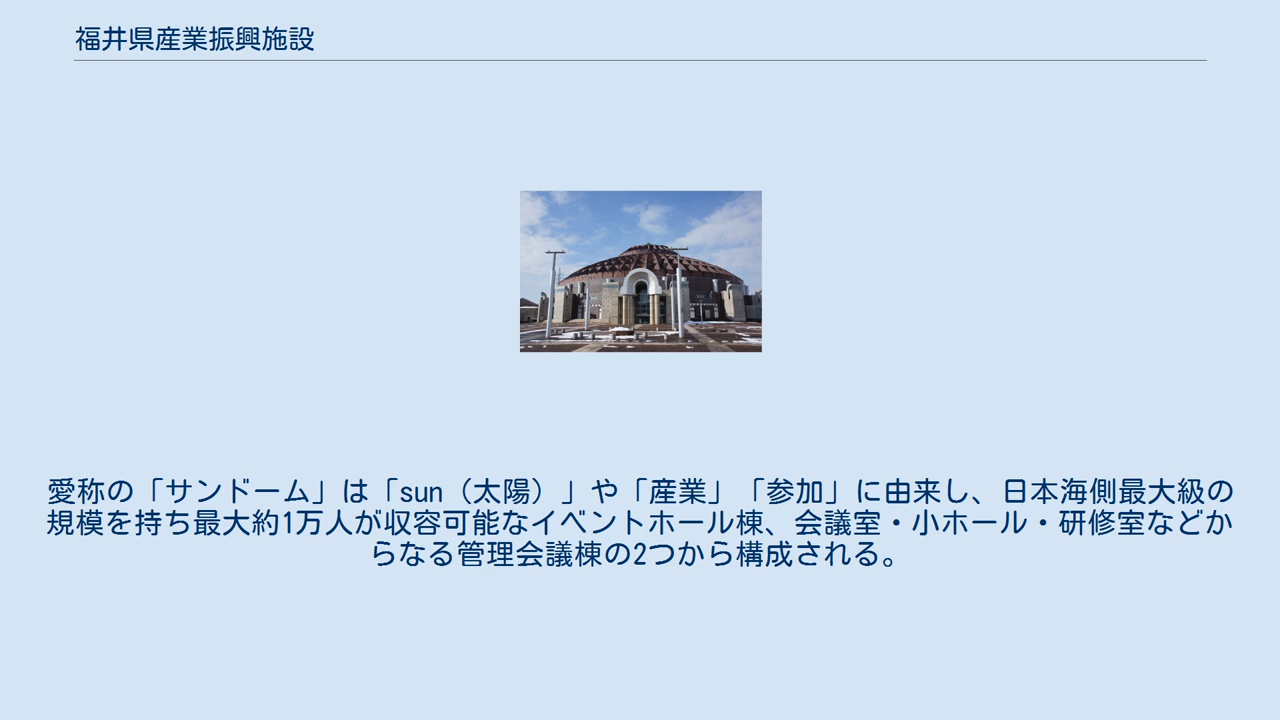 福井県産業振興施設
愛称の「サンドーム」は「sun（太陽）」や「産業」「参加」に由来し、日本海側最大級の
規模を持ち最大約1万人が収容可能なイベントホール棟、会議室・小ホール・研修室などか
らなる管理会議棟の2つから構成される。